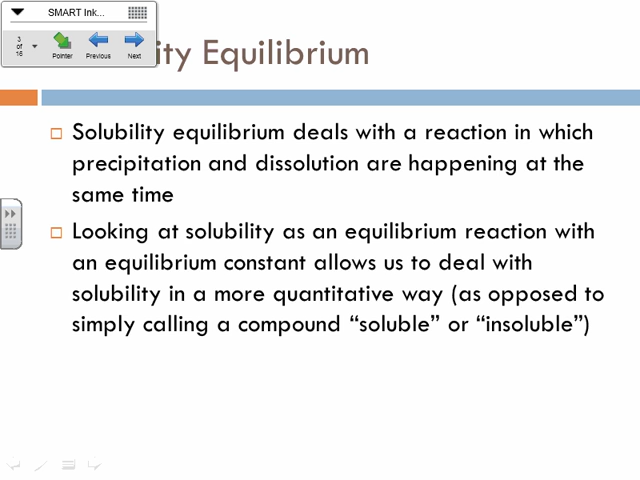 SMART Ink...
3
of
16
Pointer
Previous
Next
ity Equilibrium
Solubility equilibrium deals with a reaction in which
precipitation and dissolution are happening at the
same time
Looking at solubility as an equilibrium reaction with
an equilibrium constant allows us to deal with
solubility in a more quantitative way (as opposed to
simply calling a compound “soluble” or “insoluble”)